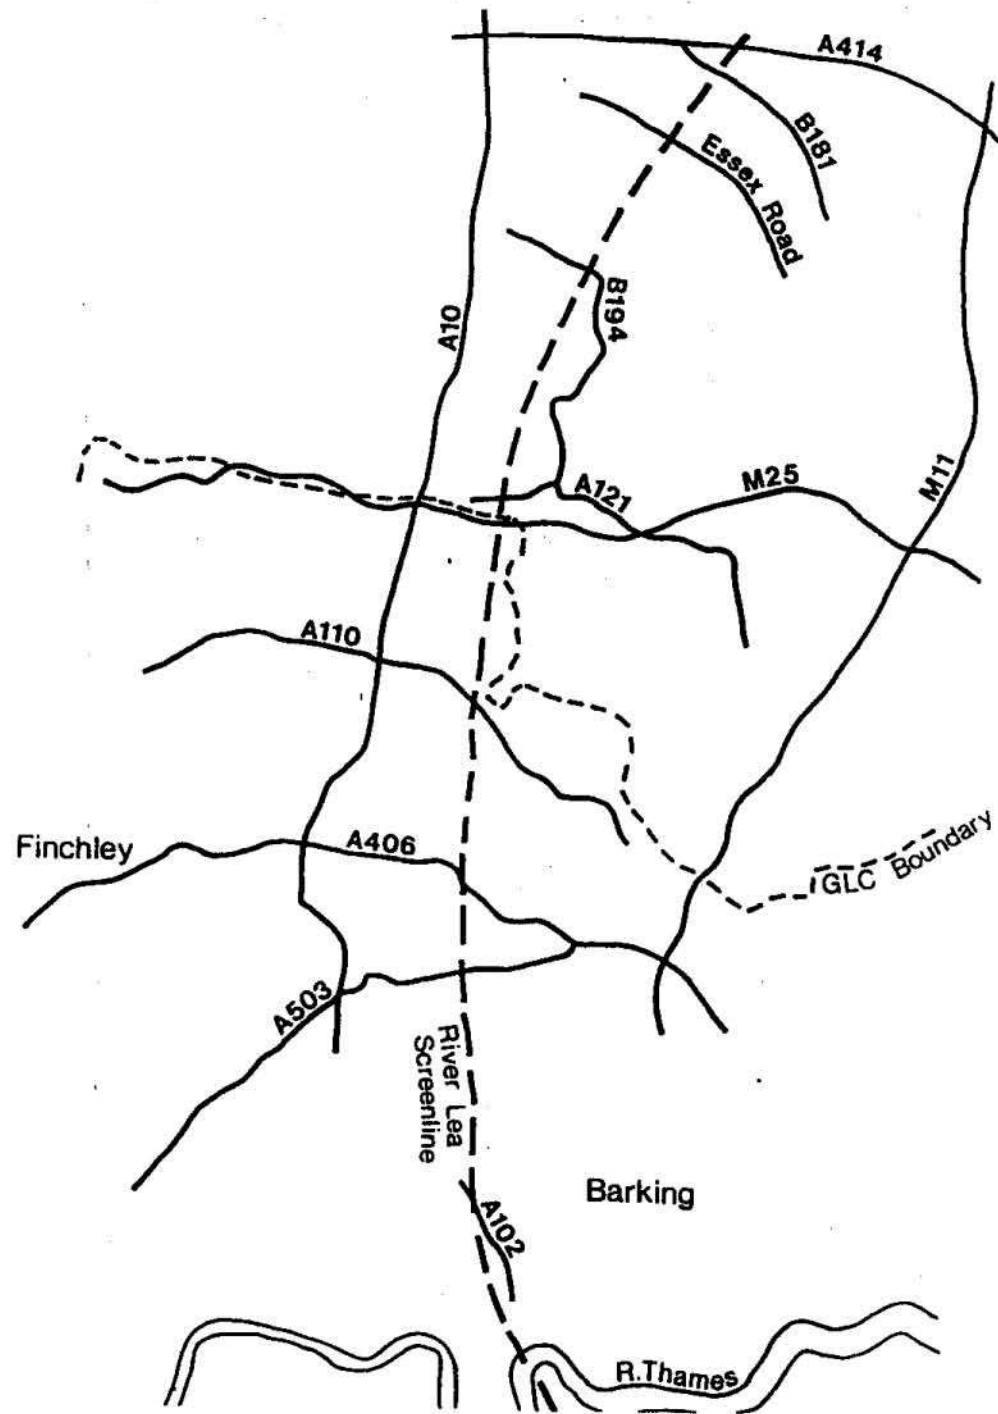 A414
B181
Essex Road
B194
A10
A121
M25
M11
A110
Finchley
A406
GLC Boundary
A503
River Lea
Screenline
Barking
A102
R.Thames